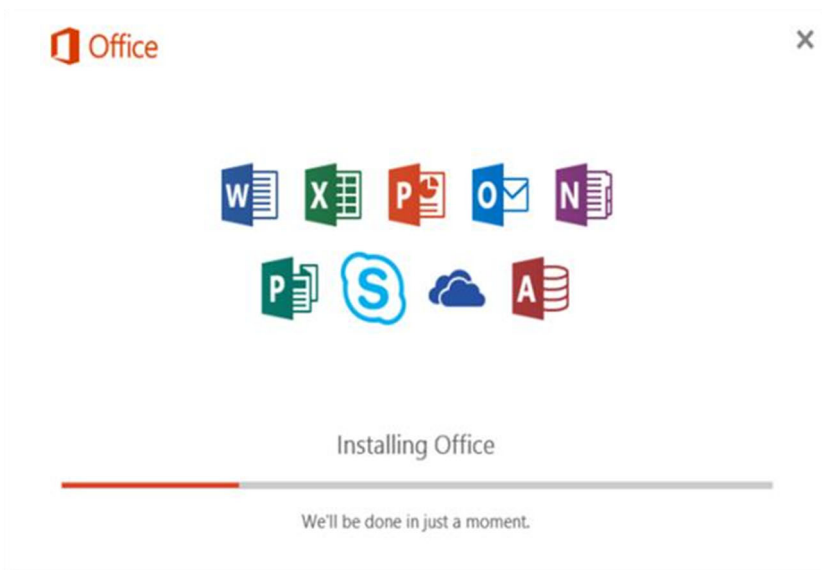 Office
W X P O N
P S A
Installing Office
We'll be done in just a moment.